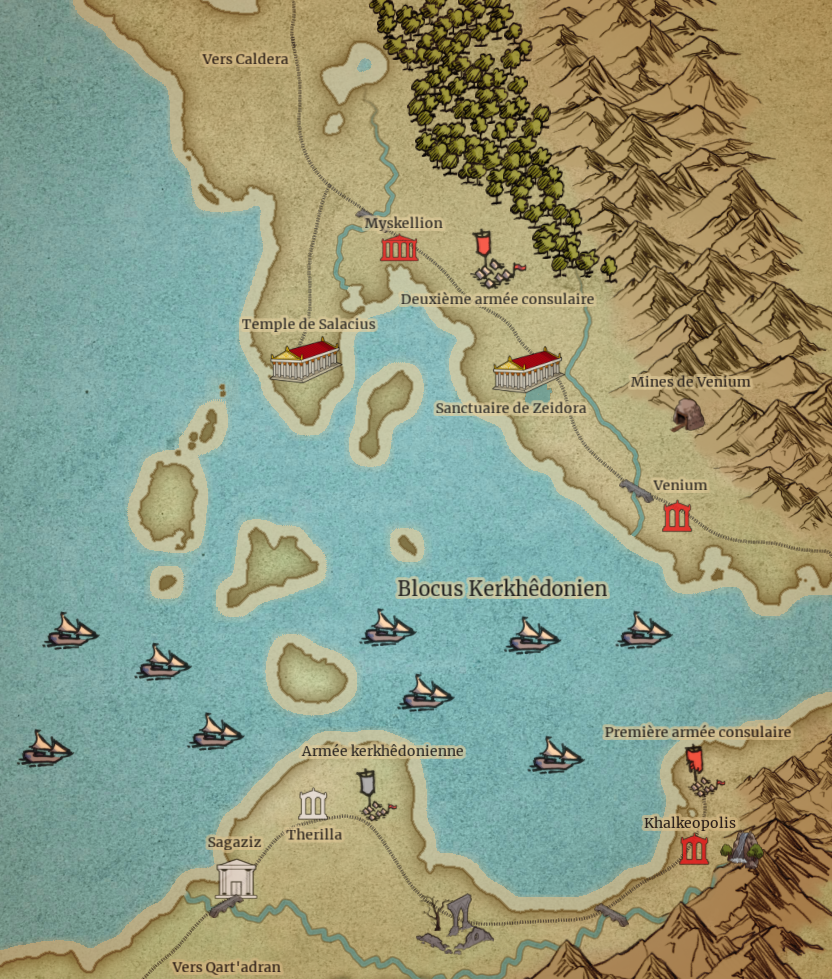 Vers Caldera
Myskellion
Deuxième armée consulaire
Temple de Salacius
Mines de Venium
Sanctuaire de Zeidora
Venium
Blocus Kerkhêdonien
Première armée consulaire
Armée kerkhêdonienne
Khalkeopolis
Therilla
Sagaziz
Vers Qart'adran